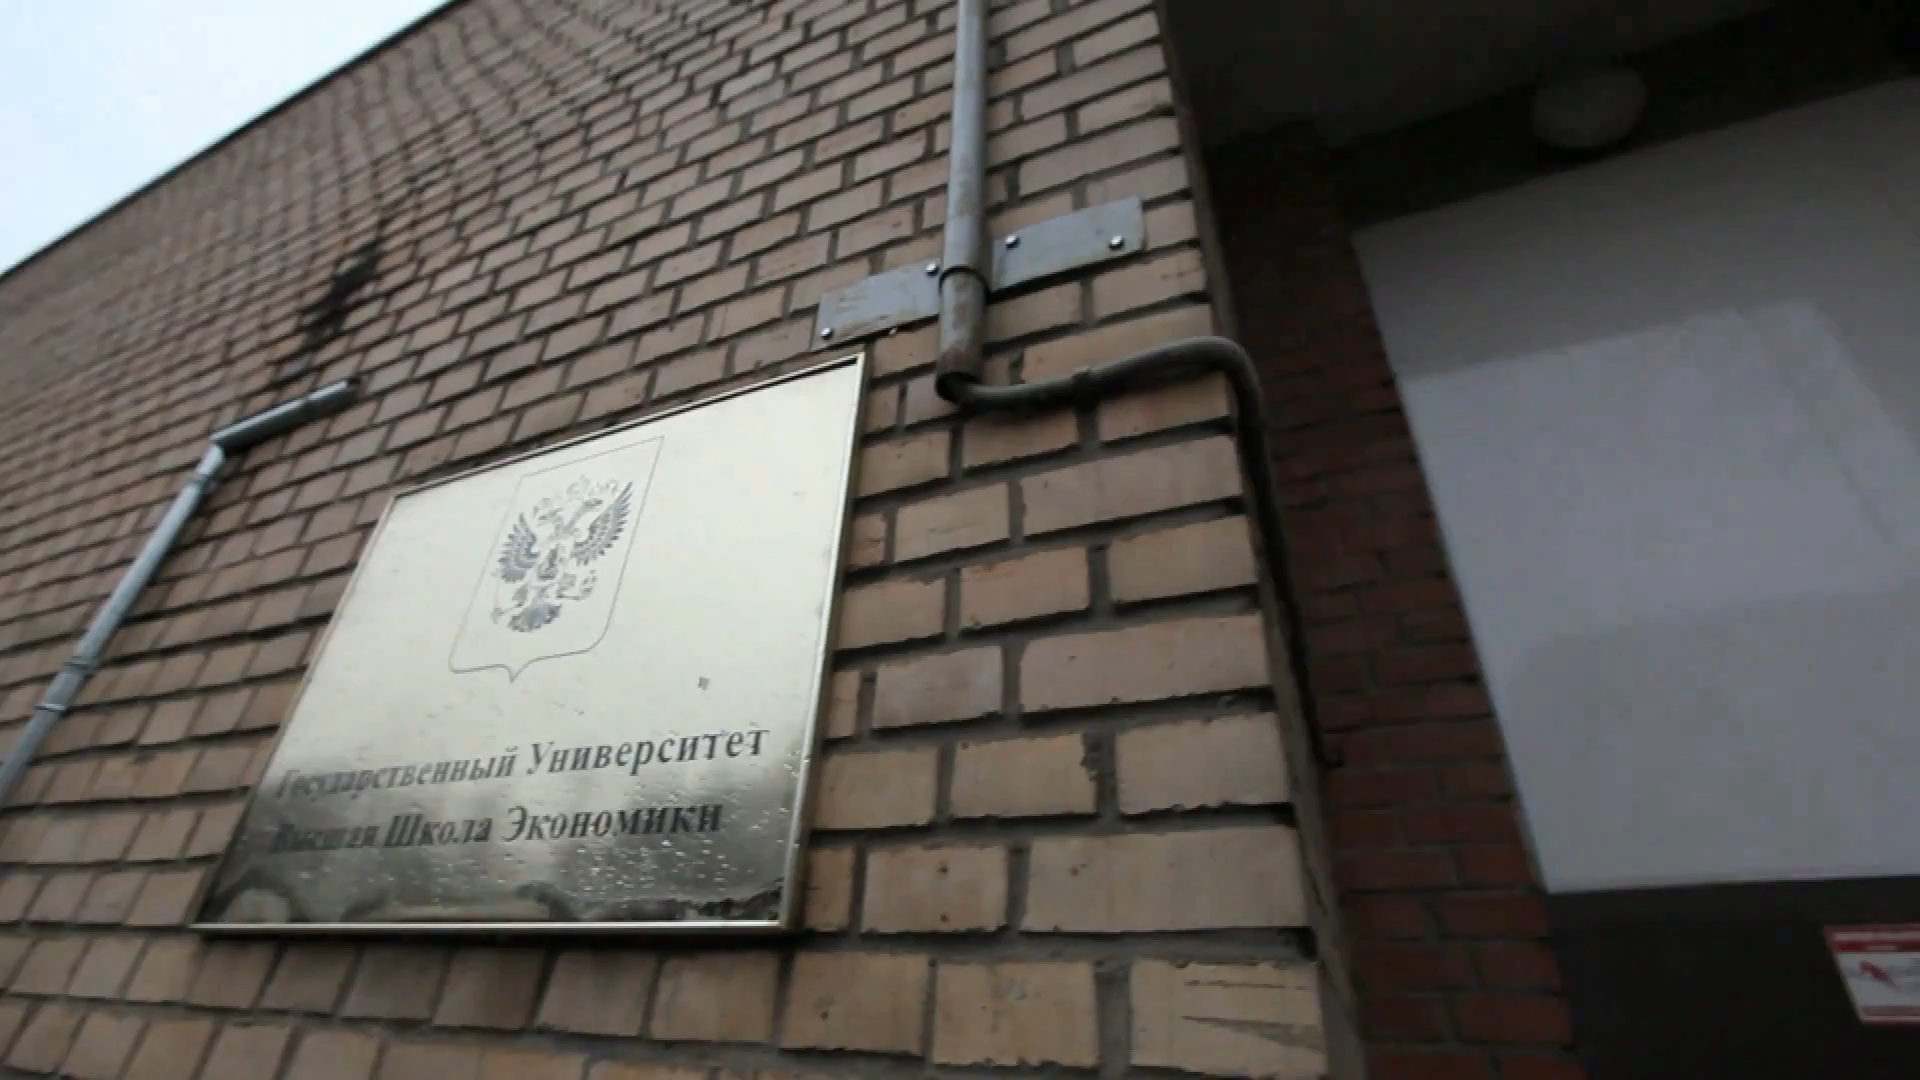 Государственный Университет
Высшая Школа Экономики